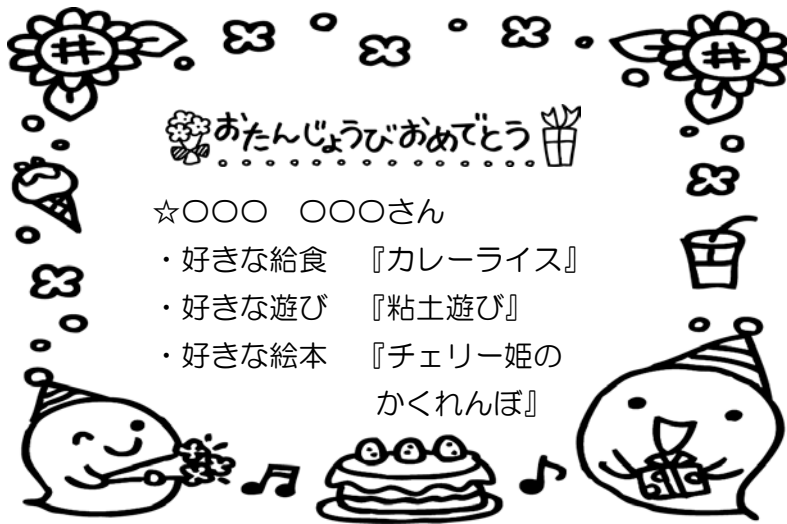 おたんじょうびおめでとう
☆〇〇〇　〇〇〇さん
・好きな給食　『カレーライス』
・好きな遊び　『粘土遊び』
・好きな絵本　『チェリー姫の
かくれんぼ』